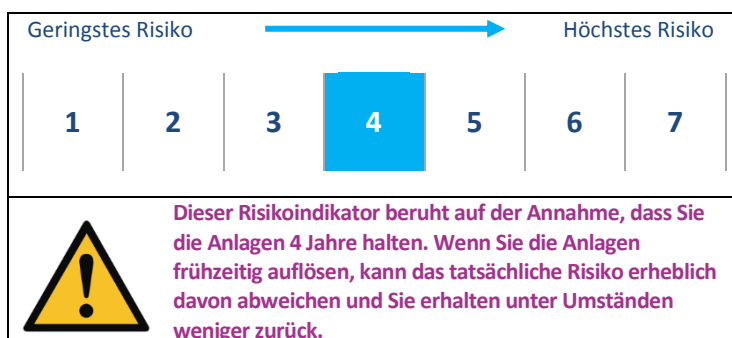 Geringstes Risiko Höchstes Risiko
1 2 3 4 5 6 7
Dieser Risikoindikator beruht auf der Annahme, dass Sie
die Anlagen 4 Jahre halten. Wenn Sie die Anlagen
frühzeitig auflösen, kann das tatsächliche Risiko erheblich
davon abweichen und Sie erhalten unter Umständen
weniger zurück.